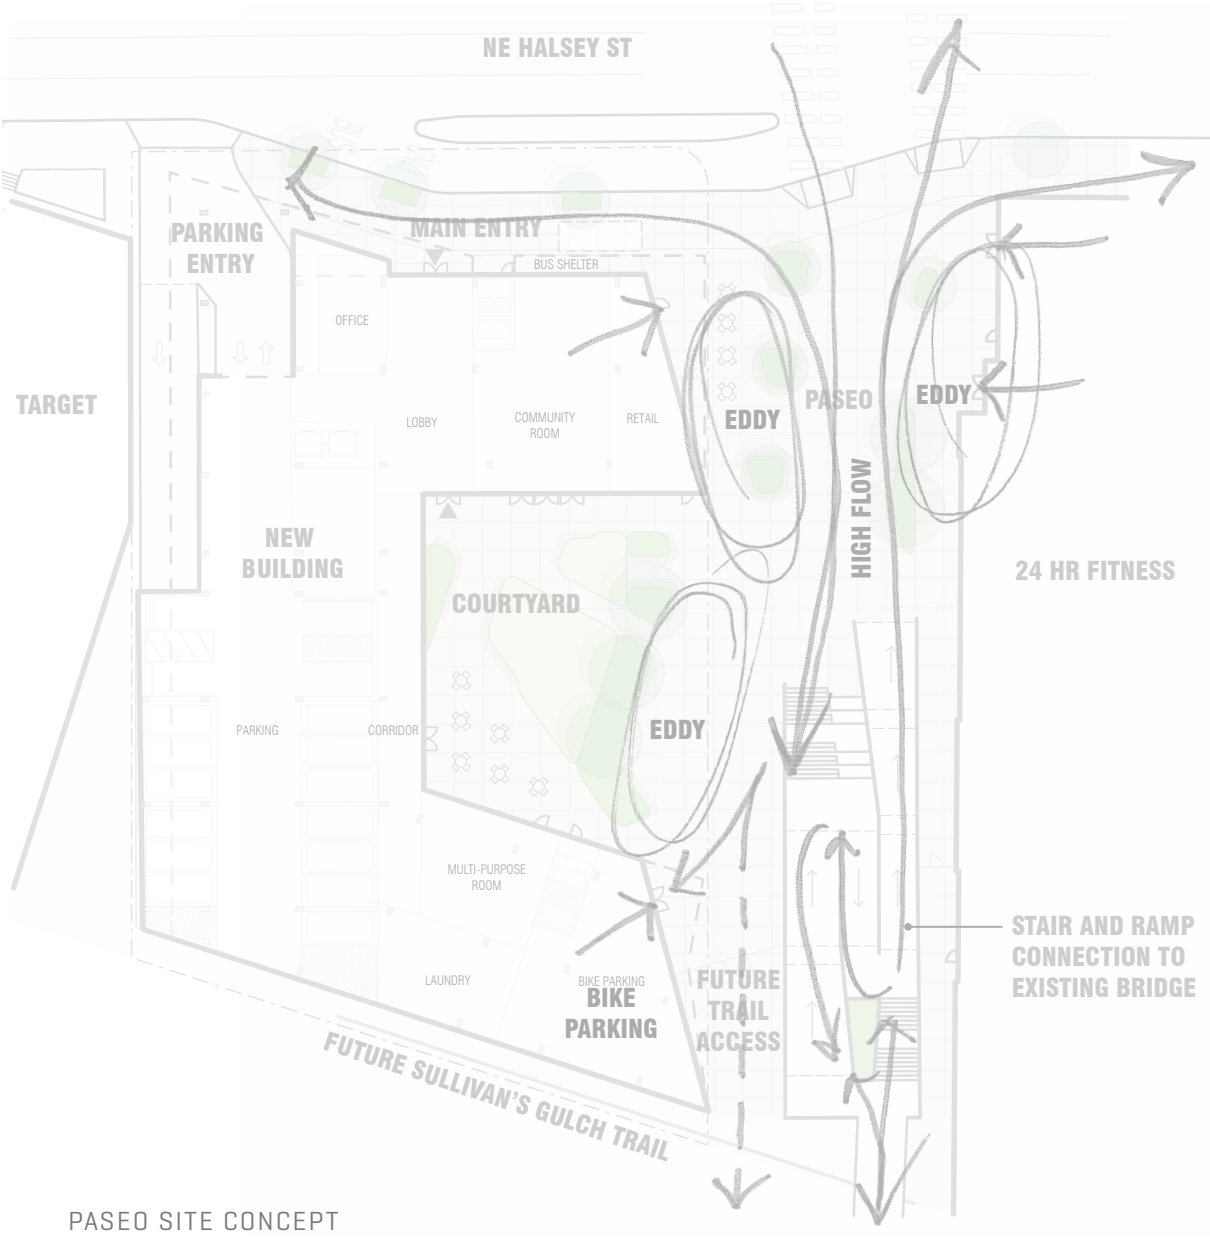 NE HALSEY ST
PARKING
ENTRY
MAIN ENTRY
BUS SHELTER
OFFICE
TARGET
LOBBY
COMMUNITY
ROOM
RETAIL
EDDY
PASEO
EDDY
HIGH FLOW
NEW
BUILDING
COURTYARD
24 HR FITNESS
PARKING
CORRIDOR
EDDY
MULTI-PURPOSE
ROOM
LAUNDRY
BIKE PARKING
BIKE
PARKING
FUTURE
TRAIL
ACCESS
STAIR AND RAMP
CONNECTION TO
EXISTING BRIDGE
FUTURE SULLIVAN'S GULCH TRAIL
PASEO SITE CONCEPT